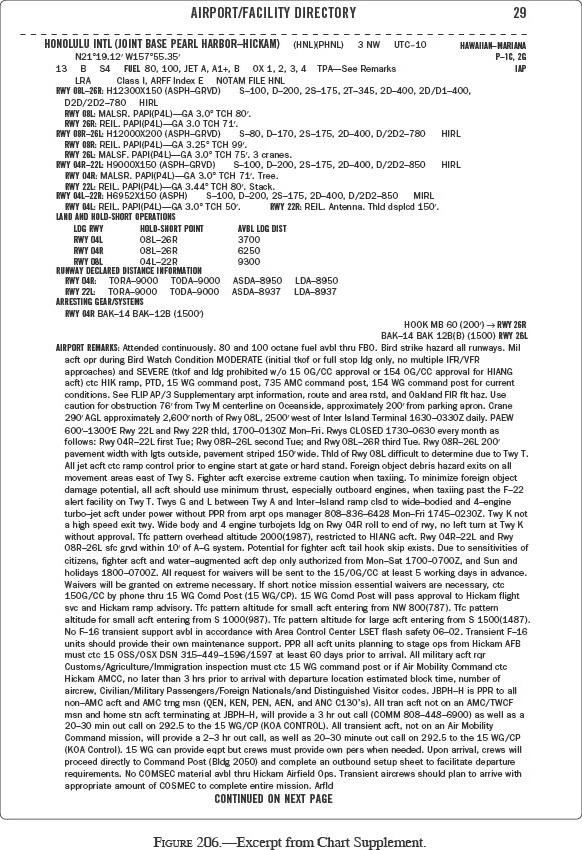 AIRPORT/FACILITY DIRECTORY 29
HONOLULU INTL (JOINT BASE PEARL HARBOR–HICKAM) (HNL)(PHNL) 3 NW UTC–10 HAWAIIAN–MARIANA
N21°19.12′ W157°55.35′ P–1C, 2G
13 B S4 FUEL 80, 100, JET A, A1+, B OX 1, 2, 3, 4 TPA—See Remarks IAP
LRA Class I, ARFF Index E NOTAM FILE HNL
RWY 08L–26R: H12300X150 (ASPH–GRVD) S–100, D–200, 2S–175, 2T–345, 2D–400, 2D/D1–400,
D2D/2D2–780 HIRL
RWY 08L: MALSR. PAPI(P4L)—GA 3.0° TCH 80′.
RWY 26R: REIL. PAPI(P4L)—GA 3.0 TCH 71′.
RWY 08R–26L: H12000X200 (ASPH–GRVD) S–80, D–170, 2S–175, 2D–400, D/2D2–780 HIRL
RWY 08R: REIL. PAPI(P4L)—GA 3.25° TCH 99′.
RWY 26L: MALSF. PAPI(P4L)—GA 3.0° TCH 75′. 3 cranes.
RWY 04R–22L: H9000X150 (ASPH–GRVD) S–100, D–200, 2S–175, 2D–400, D/2D2–850 HIRL
RWY 04R: MALSR. PAPI(P4L)—GA 3.0° TCH 71′. Tree.
RWY 22L: REIL. PAPI(P4L)—GA 3.44° TCH 80′. Stack.
RWY 04L–22R: H6952X150 (ASPH) S–100, D–200, 2S–175, 2D–400, D/2D2–850 MIRL
RWY 04L: REIL. PAPI(P4L)—GA 3.0° TCH 50′. RWY 22R: REIL. Antenna. Thld dsplcd 150′.
LAND AND HOLD–SHORT OPERATIONS
LDG RWY HOLD–SHORT POINT AVBL LDG DIST
RWY 04L 08L–26R 3700
RWY 04R 08L–26R 6250
RWY 08L 04L–22R 9300
RUNWAY DECLARED DISTANCE INFORMATION
RWY 04R: TORA–9000 TODA–9000 ASDA–8950 LDA–8950
RWY 22L: TORA–9000 TODA–9000 ASDA–8937 LDA–8937
ARRESTING GEAR/SYSTEMS
RWY 04R BAK–14 BAK–12B (1500′)
HOOK MB 60 (200′) → RWY 26R
BAK–14 BAK 12B(B) (1500) RWY 26L
AIRPORT REMARKS: Attended continuously. 80 and 100 octane fuel avbl thru FBO. Bird strike hazard all runways. Mil
acft opr during Bird Watch Condition MODERATE (initial tkof or full stop ldg only, no multiple IFR/VFR
approaches) and SEVERE (tkof and ldg prohibited w/o 15 OG/CC approval or 154 OG/CC approval for HIANG
acft) ctc HIK ramp, PTD, 15 WG command post, 735 AMC command post, 154 WG command post for current
conditions. See FLIP AP/3 Supplementary arpt information, route and area rstd, and Oakland FIR flt haz. Use
caution for obstruction 76′ from Twy M centerline on Oceanside, approximately 200′ from parking apron. Crane
290′ AGL approximately 2,600′ north of Rwy 08L, 2500′ west of Inter Island Terminal 1630–0330Z daily. PAEW
600′–1300′E Rwy 22L and Rwy 22R thld, 1700–0130Z Mon–Fri. Rwys CLOSED 1730–0630 every month as
follows: Rwy 04R–22L first Tue; Rwy 08R–26L second Tue; and Rwy 08L–26R third Tue. Rwy 08R–26L 200′
pavement width with lgts outside, pavement striped 150′ wide. Thld of Rwy 08L difficult to determine due to Twy T.
All jet acft ctc ramp control prior to engine start at gate or hard stand. Foreign object debris hazard exits on all
movement areas east of Twy S. Fighter acft exercise extreme caution when taxiing. To minimize foreign object
damage potential, all acft should use minimum thrust, especially outboard engines, when taxiing past the F–22
alert facility on Twy T. Twys G and L between Twy A and Inter–Island ramp clsd to wide–bodied and 4–engine
turbo–jet acft under power without PPR from arpt ops manager 808–836–6428 Mon–Fri 1745–0230Z. Twy K not
a high speed exit twy. Wide body and 4 engine turbojets ldg on Rwy 04R roll to end of rwy, no left turn at Twy K
without approval. Tfc pattern overhead altitude 2000(1987), restricted to HIANG acft. Rwy 04R–22L and Rwy
08R–26L sfc grvd within 10′ of A–G system. Potential for fighter acft tail hook skip exists. Due to sensitivities of
citizens, fighter acft and water–augmented acft dep only authorized from Mon–Sat 1700–0700Z, and Sun and
holidays 1800–0700Z. All request for waivers will be sent to the 15/OG/CC at least 5 working days in advance.
Waivers will be granted on extreme necessary. If short notice mission essential waivers are necessary, ctc
150G/CC by phone thru 15 WG Comd Post (15 WG/CP). 15 WG Comd Post will pass approval to Hickam flight
svc and Hickam ramp advisory. Tfc pattern altitude for small acft entering from NW 800(787). Tfc pattern
altitude for small acft entering from S 1000(987). Tfc pattern altitude for large acft entering from S 1500(1487).
No F–16 transient support avbl in accordance with Area Control Center LSET flash safety 06–02. Transient F–16
units should provide their own maintenance support. PPR all acft units planning to stage ops from Hickam AFB
must ctc 15 OSS/OSX DSN 315–449–1596/1597 at least 60 days prior to arrival. All military acft rqr
Customs/Agriculture/Immigration inspection must ctc 15 WG command post or if Air Mobility Command ctc
Hickam AMCC, no later than 3 hrs prior to arrival with departure location estimated block time, number of
aircrew, Civilian/Military Passengers/Foreign Nationals/and Distinguished Visitor codes. JBPH–H is PPR to all
non–AMC acft and AMC trng msn (QEN, KEN, PEN, AEN, and ANC C130's). All tran acft not on an AMC/TWCF
msn and home stn acft terminating at JBPH–H, will provide a 3 hr out call (COMM 808–448–6900) as well as a
20–30 min out call on 292.5 to the 15 WG/CP (KOA CONTROL). All transient acft, not on an Air Mobility
Command mission, will provide a 2–3 hr out call, as well as 20–30 minute out call on 292.5 to the 15 WG/CP
(KOA Control). 15 WG can provide eqpt but crews must provide own pers when needed. Upon arrival, crews will
proceed directly to Command Post (Bldg 2050) and complete an outbound setup sheet to facilitate departure
requirements. No COMSEC material avbl thru Hickam Airfield Ops. Transient aircrews should plan to arrive with
appropriate amount of COSMEC to complete entire mission. Arfld
CONTINUED ON NEXT PAGE
FIGURE 206.—Excerpt from Chart Supplement.